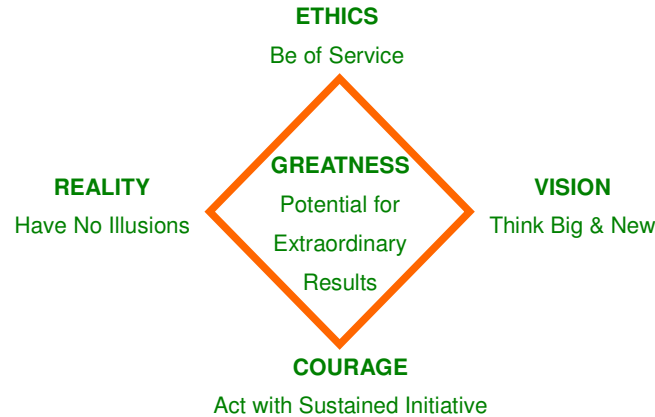 ETHICS
Be of Service
GREATNESS
Potential for
Extraordinary
Results
REALITY
Have No Illusions
VISION
Think Big & New
COURAGE
Act with Sustained Initiative